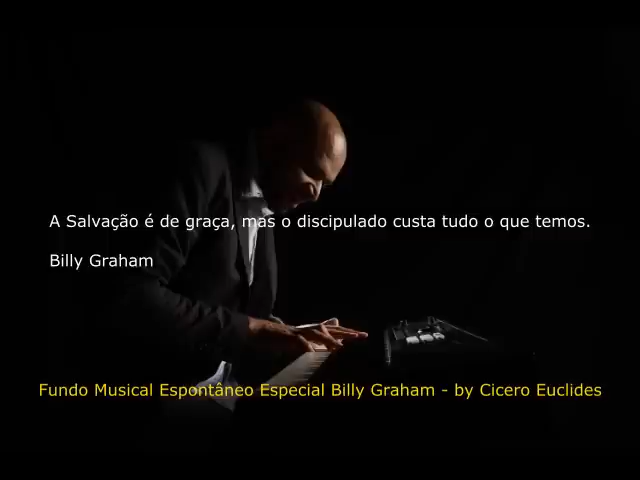 A Salvação é de graça, mas o discipulado custa tudo o que temos.
Billy Graham
Fundo Musical Espontâneo Especial Billy Graham - by Cicero Euclides